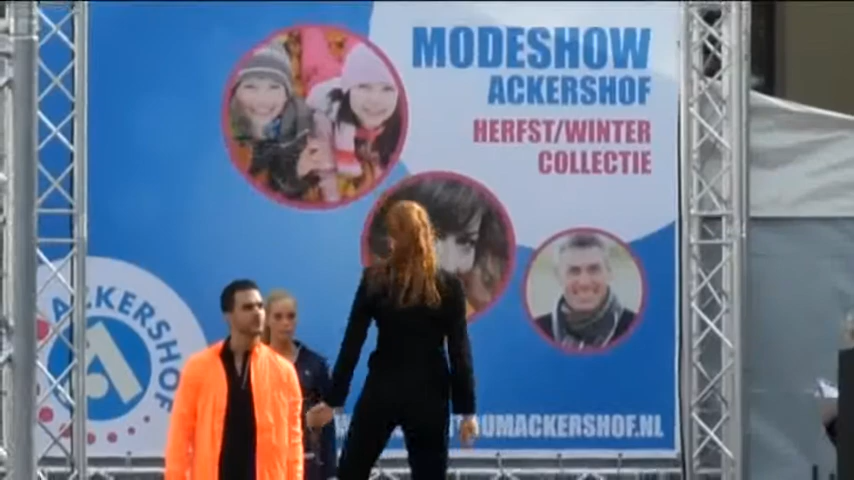 MODESHOW
ACKERSHOF
HERFST/WINTER
COLLECTIE
ACKERSHOF
A
UMACKERSHOF.NL